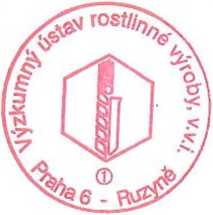 Výzkumný ústav rostlinné výroby, v.v.i.
1
Praha 6 - Ruzyně